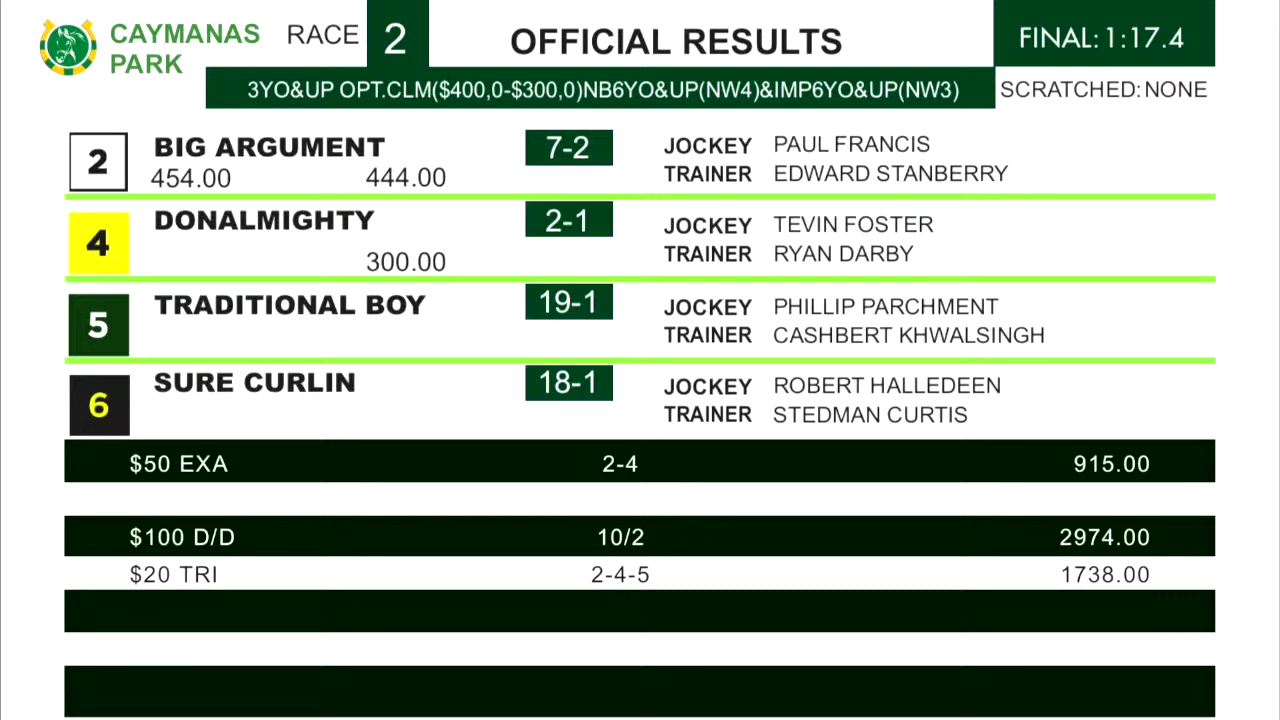 CAYMANAS PARK
RACE 2
OFFICIAL RESULTS
FINAL: 1:17.4
3YO&UP OPT.CLM($400,0-$300,0)NB6YO&UP(NW4)&IMP6YO&UP(NW3)
SCRATCHED: NONE
2 BIG ARGUMENT 7-2 JOCKEY PAUL FRANCIS
454.00 444.00 TRAINER EDWARD STANBERRY
4 DONALMIGHTY 2-1 JOCKEY TEVIN FOSTER
300.00 TRAINER RYAN DARBY
5 TRADITIONAL BOY 19-1 JOCKEY PHILLIP PARCHMENT
TRAINER CASHBERT KHWALSINGH
6 SURE CURLIN 18-1 JOCKEY ROBERT HALLEDEEN
TRAINER STEDMAN CURTIS
$50 EXA 2-4 915.00
$100 D/D 10/2 2974.00
$20 TRI 2-4-5 1738.00